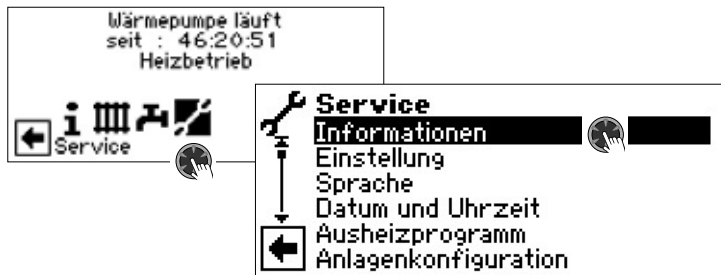 Wärmepumpe läuft
seit : 46:20:51
Heizbetrieb
Service
Service
Informationen
Einstellung
Sprache
Datum und Uhrzeit
Ausheizprogramm
Anlagenkonfiguration